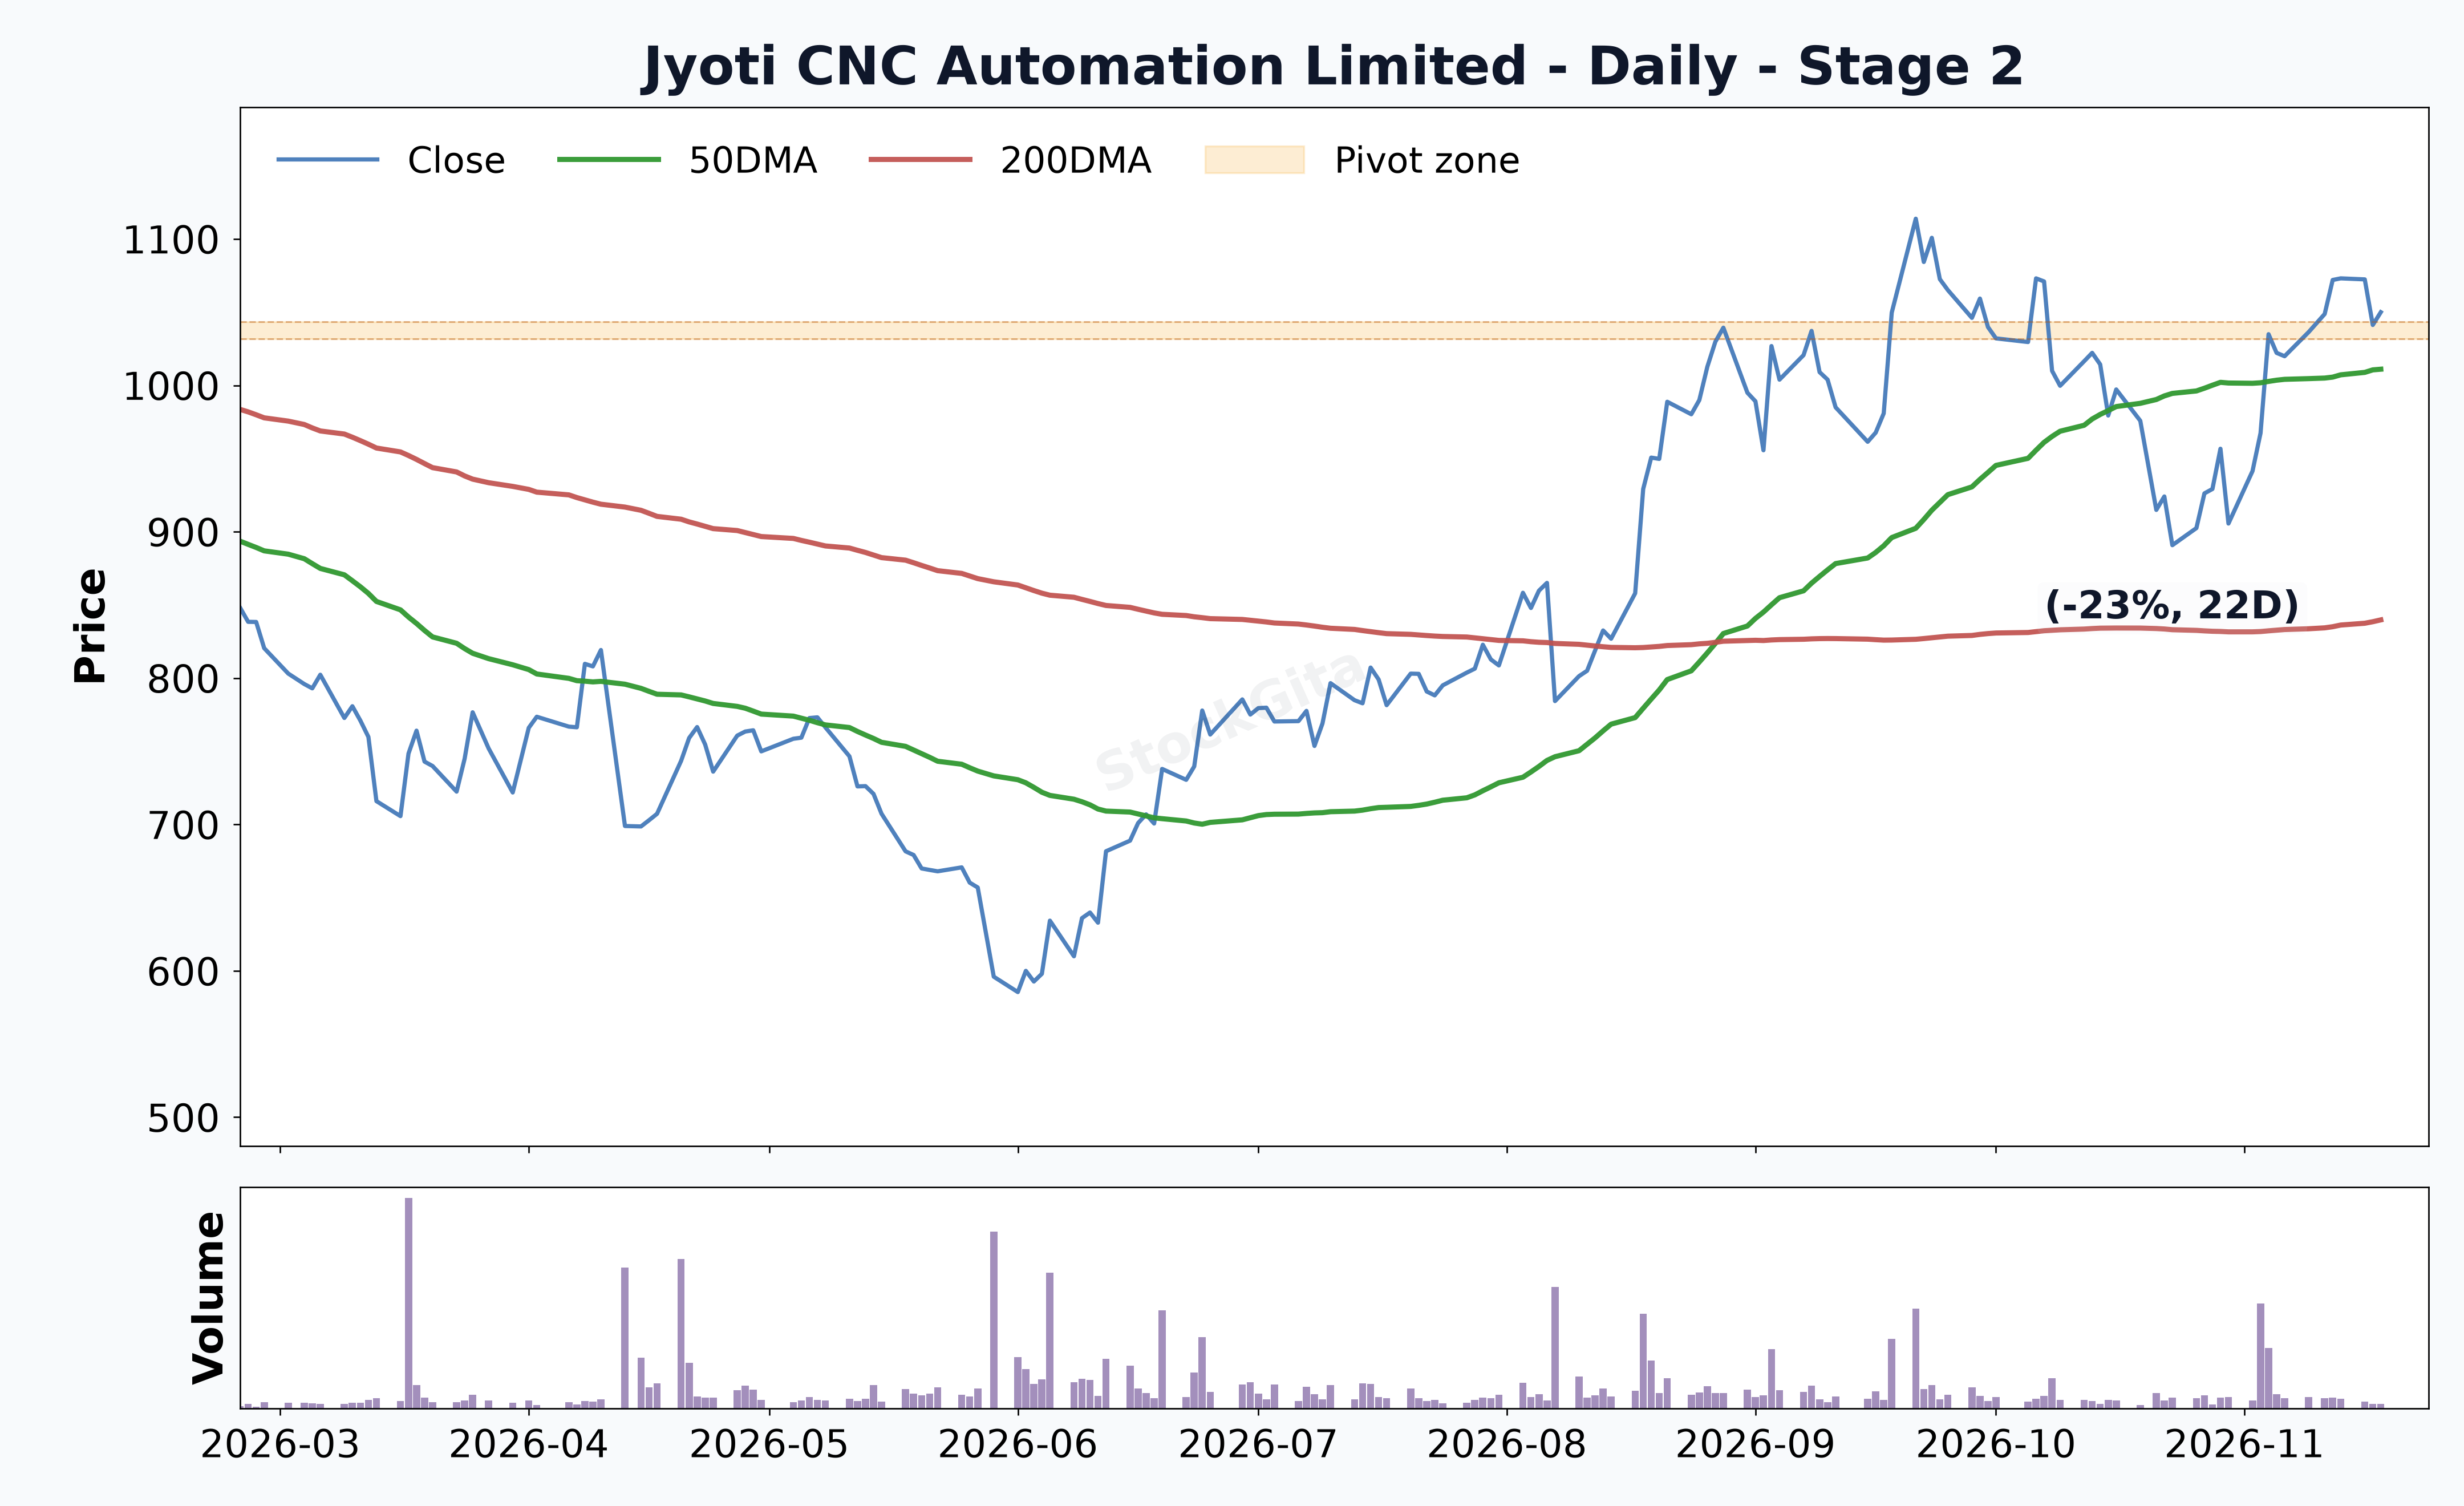 Jyoti CNC Automation Limited - Daily - Stage 2
Close 50DMA 200DMA Pivot zone
Price
1100
1000
900
800
700
600
500
(-23%, 22D)
StockGita
Volume
2026-03 2026-04 2026-05 2026-06 2026-07 2026-08 2026-09 2026-10 2026-11